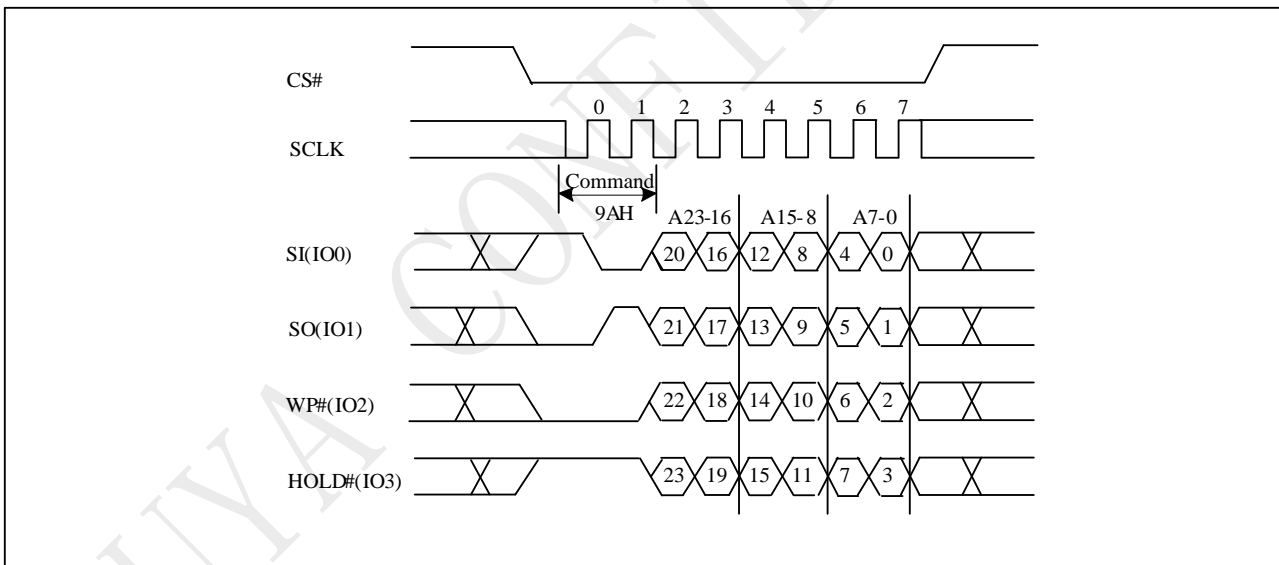 CS#
0 1 2 3 4 5 6 7
SCLK
Command
9AH
A23-16 A15-8 A7-0
SI(IO0) 20 16 12 8 4 0
SO(IO1) 21 17 13 9 5 1
WP#(IO2) 22 18 14 10 6 2
HOLD#(IO3) 23 19 15 11 7 3